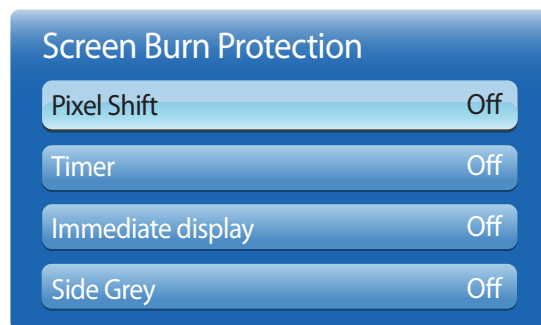 Screen Burn Protection
Pixel Shift Off
Timer Off
Immediate display Off
Side Grey Off